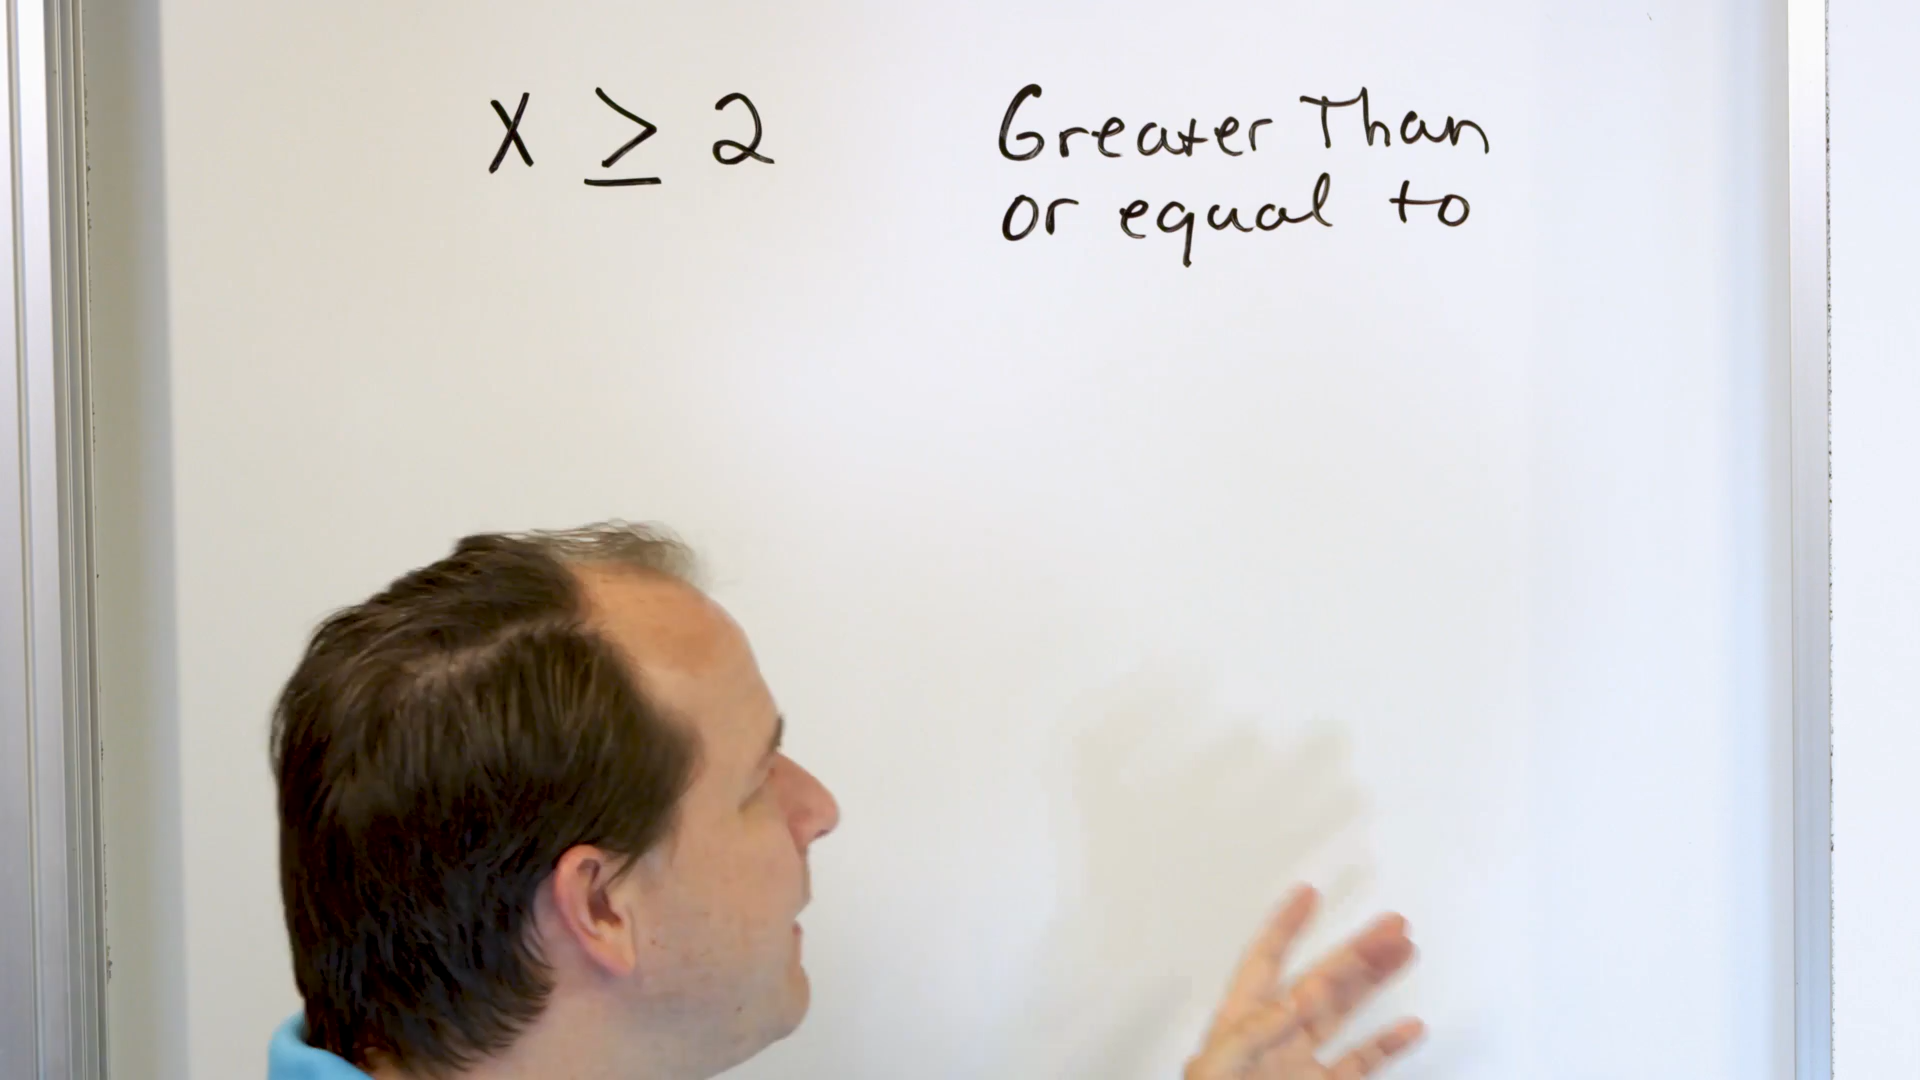 x ≥ 2
Greater Than
or equal to